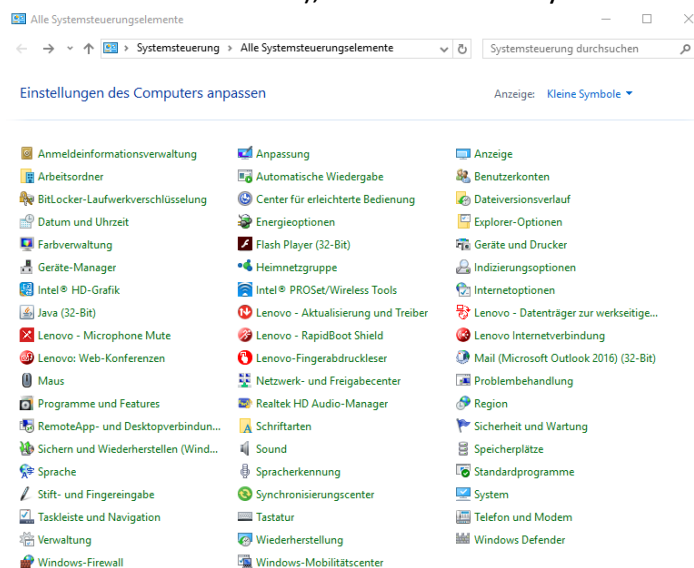 Alle Systemsteuerungselemente
Systemsteuerung > Alle Systemsteuerungselemente
Systemsteuerung durchsuchen
Einstellungen des Computers anpassen
Anzeige: Kleine Symbole
Anmeldeinformationsverwaltung
Anpassung
Anzeige
Arbeitsordner
Automatische Wiedergabe
Benutzerkonten
BitLocker-Laufwerkverschlüsselung
Center für erleichterte Bedienung
Dateiversionsverlauf
Datum und Uhrzeit
Energieoptionen
Explorer-Optionen
Farbverwaltung
Flash Player (32-Bit)
Geräte und Drucker
Geräte-Manager
Heimnetzgruppe
Indizierungsoptionen
Intel® HD-Grafik
Intel® PROSet/Wireless Tools
Internetoptionen
Java (32-Bit)
Lenovo - Aktualisierung und Treiber
Lenovo - Datenträger zur werkseitige...
Lenovo - Microphone Mute
Lenovo - RapidBoot Shield
Lenovo Internetverbindung
Lenovo: Web-Konferenzen
Lenovo-Fingerabdruckleser
Mail (Microsoft Outlook 2016) (32-Bit)
Maus
Netzwerk- und Freigabecenter
Problembehandlung
Programme und Features
Realtek HD Audio-Manager
Region
RemoteApp- und Desktopverbindun...
Schriftarten
Sicherheit und Wartung
Sichern und Wiederherstellen (Wind...
Sound
Speicherplätze
Sprache
Spracherkennung
Standardprogramme
Stift- und Fingereingabe
Synchronisierungscenter
System
Taskleiste und Navigation
Tastatur
Telefon und Modem
Verwaltung
Wiederherstellung
Windows Defender
Windows-Firewall
Windows-Mobilitätscenter